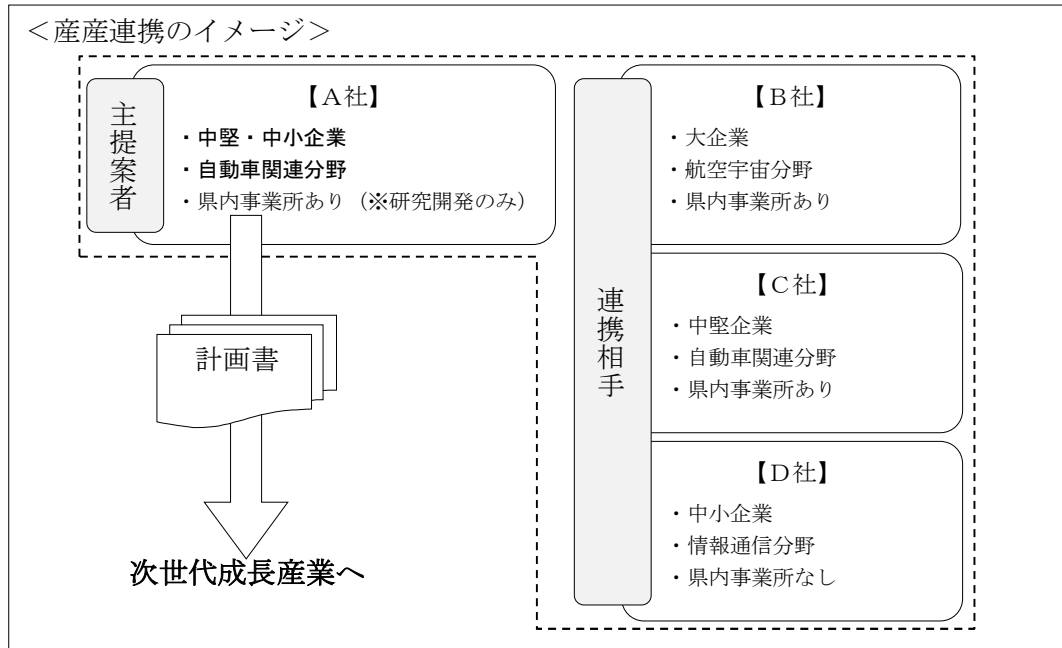 <産産連携のイメージ>
主提案者
【A社】
・中堅・中小企業
・自動車関連分野
・県内事業所あり（※研究開発のみ）
計画書
次世代成長産業へ
連携相手
【B社】
・大企業
・航空宇宙分野
・県内事業所あり
【C社】
・中堅企業
・自動車関連分野
・県内事業所あり
【D社】
・中小企業
・情報通信分野
・県内事業所なし